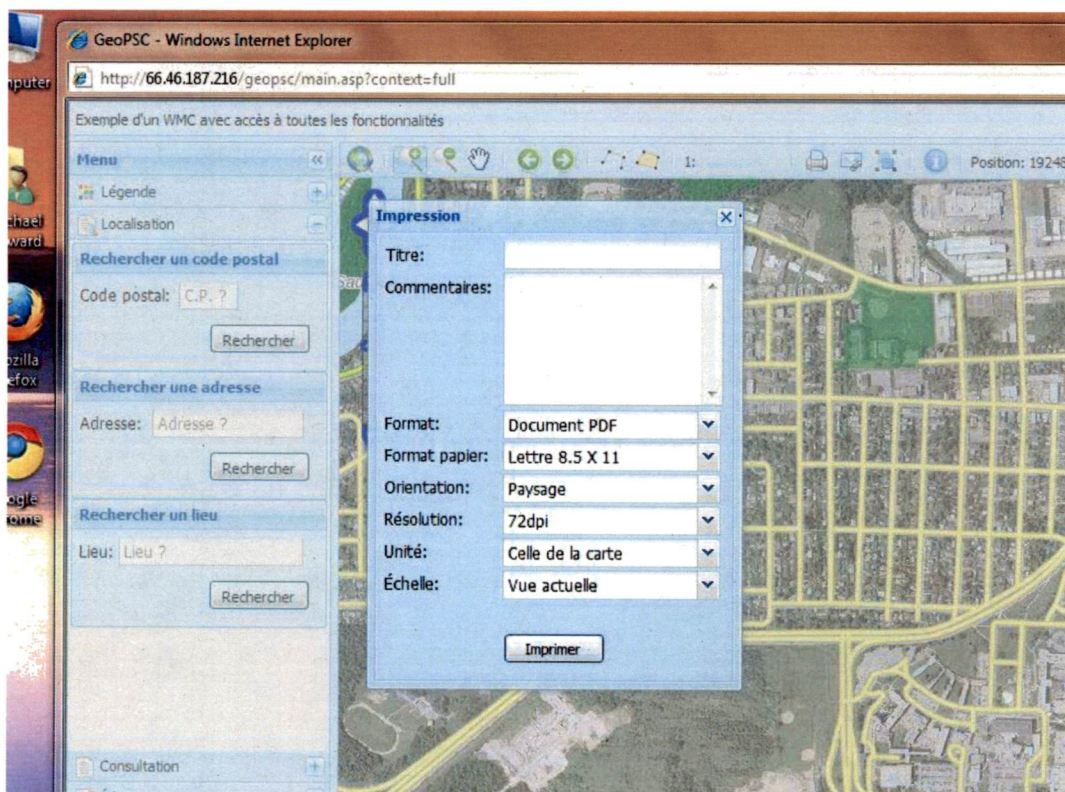 GeoPSC - Windows Internet Explorer
http://66.46.187.216/geopsc/main.asp?context=full
Exemple d'un WMC avec accès à toutes les fonctionnalités
Menu
1:
Position: 19248
Légende
Localisation
Rechercher un code postal
Code postal: C.P. ?
Rechercher
Rechercher une adresse
Adresse: Adresse ?
Rechercher
Rechercher un lieu
Lieu: Lieu ?
Rechercher
Consultation
Impression
Titre:
Commentaires:
Format: Document PDF
Format papier: Lettre 8.5 X 11
Orientation: Paysage
Résolution: 72dpi
Unité: Celle de la carte
Échelle: Vue actuelle
Imprimer